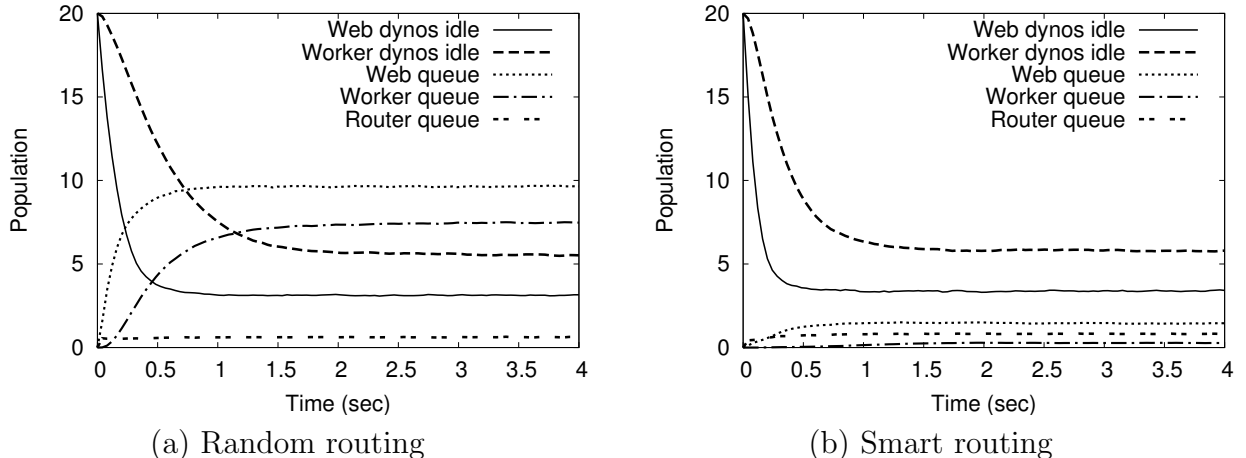 20
15
10
5
0
Population
Web dynos idle
Worker dynos idle
Web queue
Worker queue
Router queue
0 0.5 1 1.5 2 2.5 3 3.5 4
Time (sec)
(a) Random routing
20
15
10
5
0
Population
Web dynos idle
Worker dynos idle
Web queue
Worker queue
Router queue
0 0.5 1 1.5 2 2.5 3 3.5 4
Time (sec)
(b) Smart routing